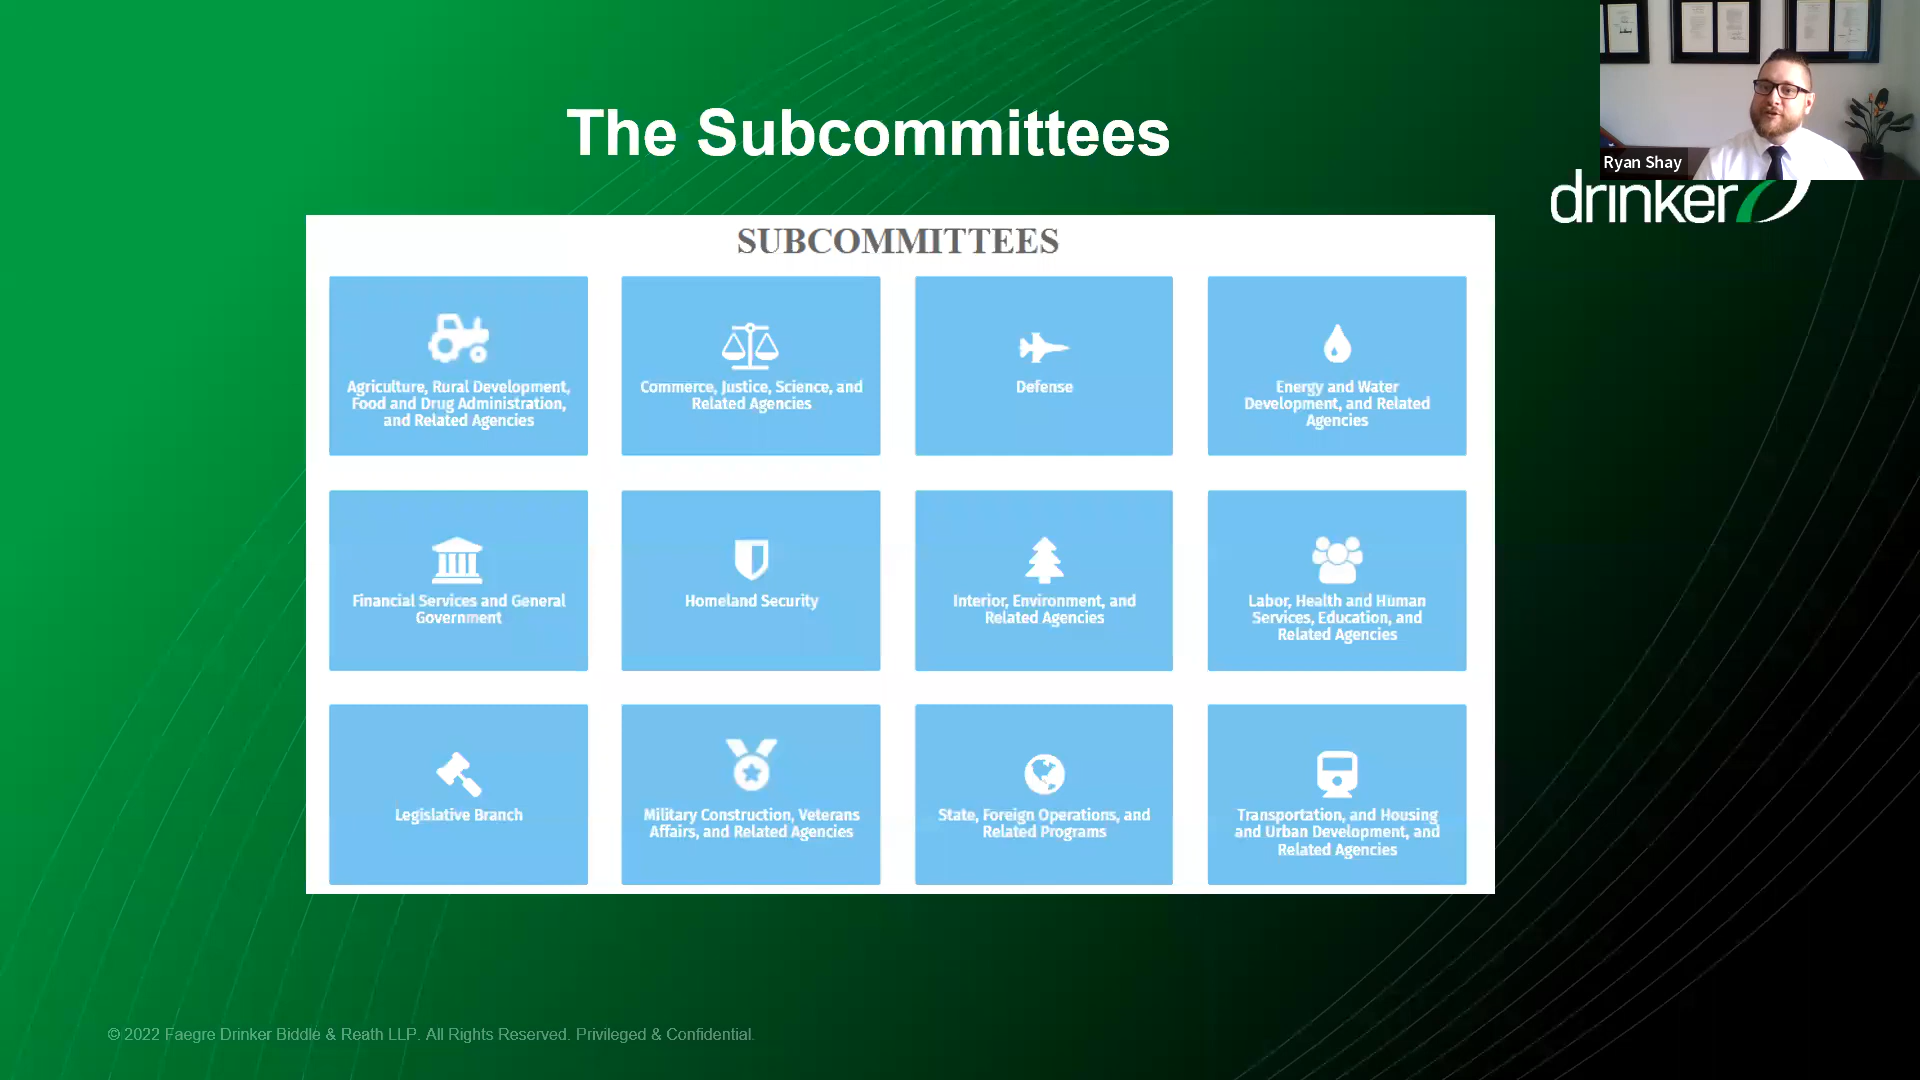 The Subcommittees
Ryan Shay
drinker
SUBCOMMITTEES
Agriculture, Rural Development,
Food and Drug Administration,
and Related Agencies
Commerce, Justice, Science, and
Related Agencies
Defense
Energy and Water
Development, and Related
Agencies
Financial Services and General
Government
Homeland Security
Interior, Environment, and
Related Agencies
Labor, Health and Human
Services, Education, and
Related Agencies
Legislative Branch
Military Construction, Veterans
Affairs, and Related Agencies
State, Foreign Operations, and
Related Programs
Transportation, and Housing
and Urban Development, and
Related Agencies
© 2022 Faegre Drinker Biddle & Reath LLP. All Rights Reserved. Privileged & Confidential.